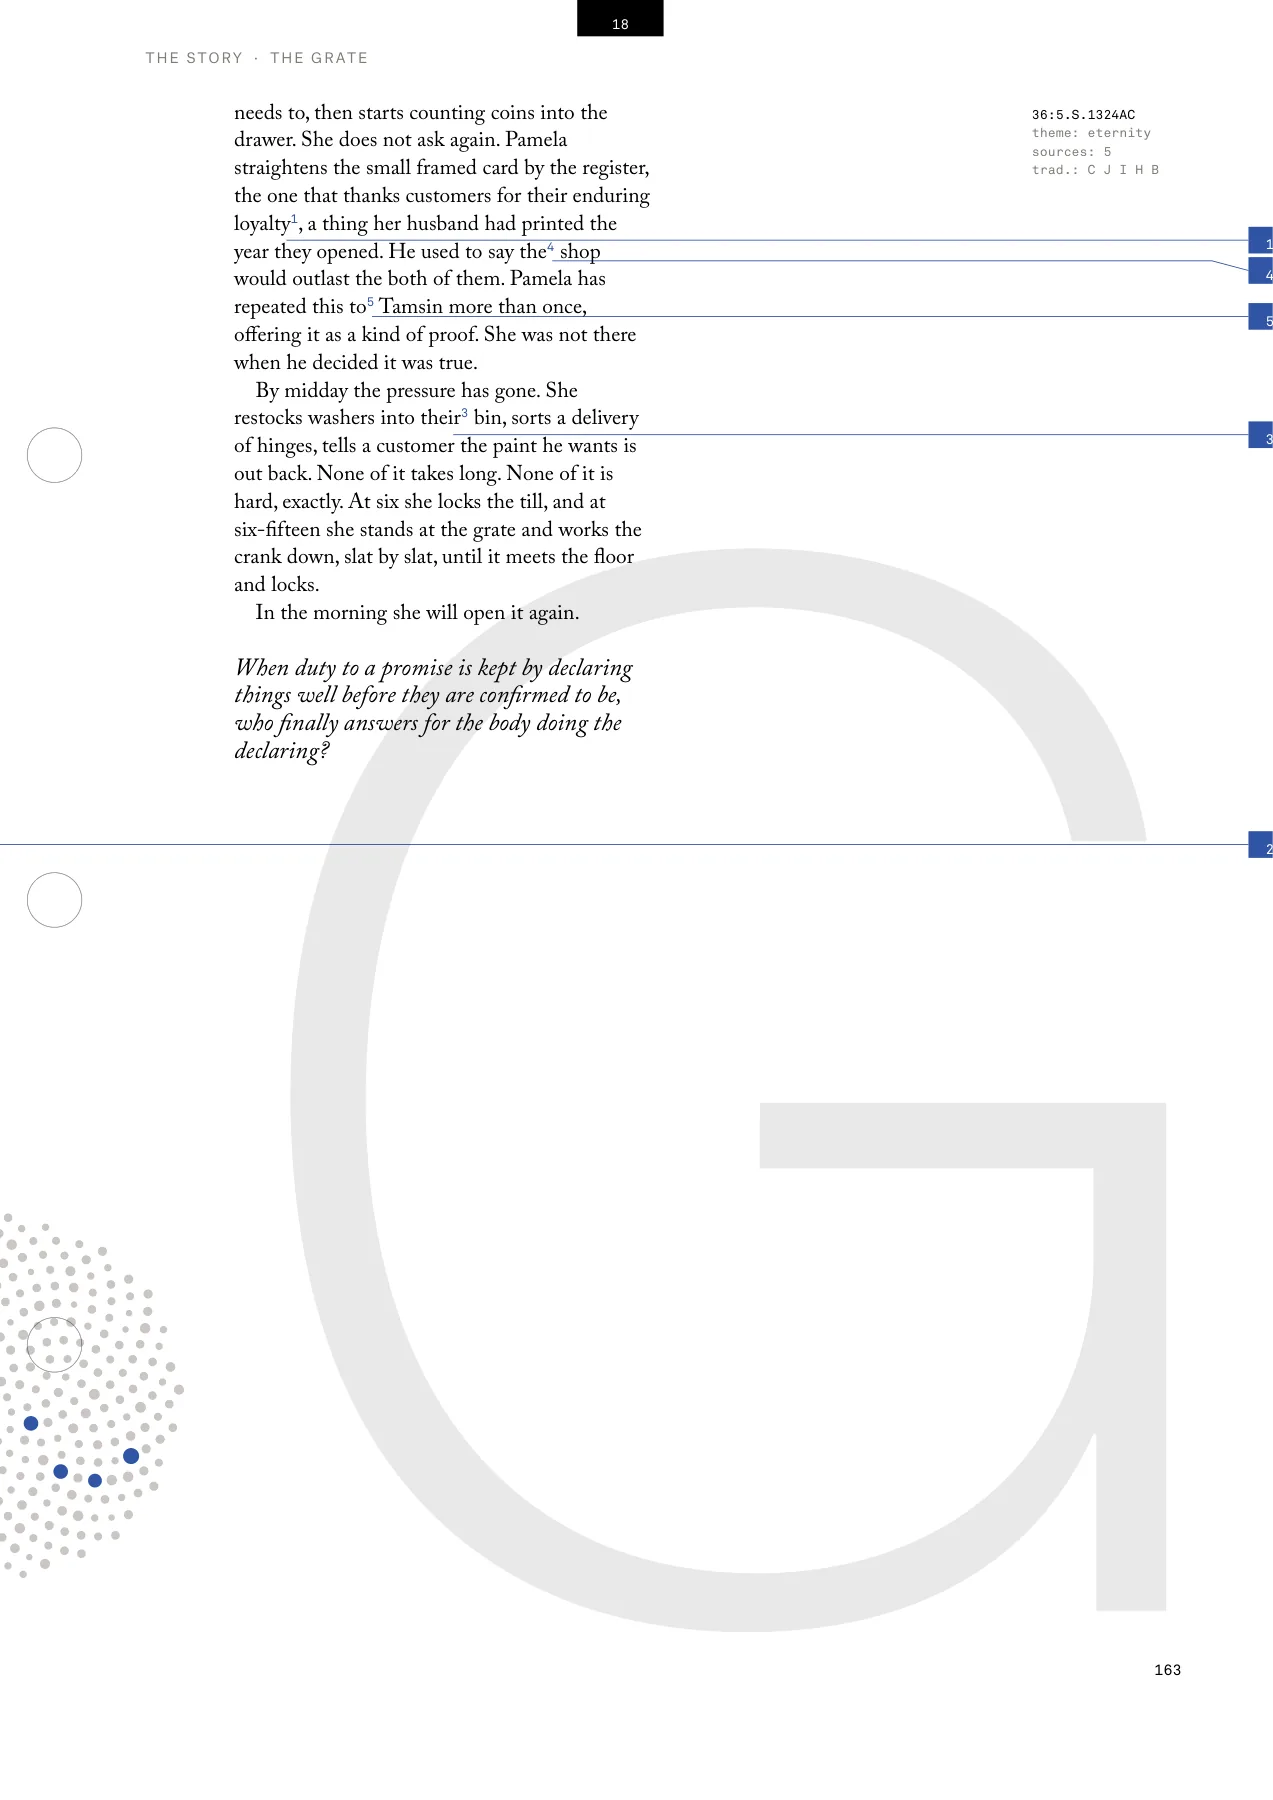 18
THE STORY · THE GRATE
needs to, then starts counting coins into the
drawer. She does not ask again. Pamela
straightens the small framed card by the register,
the one that thanks customers for their enduring
loyalty1, a thing her husband had printed the
year they opened. He used to say the4 shop
would outlast the both of them. Pamela has
repeated this to5 Tamsin more than once,
offering it as a kind of proof. She was not there
when he decided it was true.
By midday the pressure has gone. She
restocks washers into their3 bin, sorts a delivery
of hinges, tells a customer the paint he wants is
out back. None of it takes long. None of it is
hard, exactly. At six she locks the till, and at
six-fifteen she stands at the grate and works the
crank down, slat by slat, until it meets the floor
and locks.
In the morning she will open it again.
When duty to a promise is kept by declaring
things well before they are confirmed to be,
who finally answers for the body doing the
declaring?
36:5.S.1324AC
theme: eternity
sources: 5
trad.: C J I H B
1
4
5
3
2
G
163